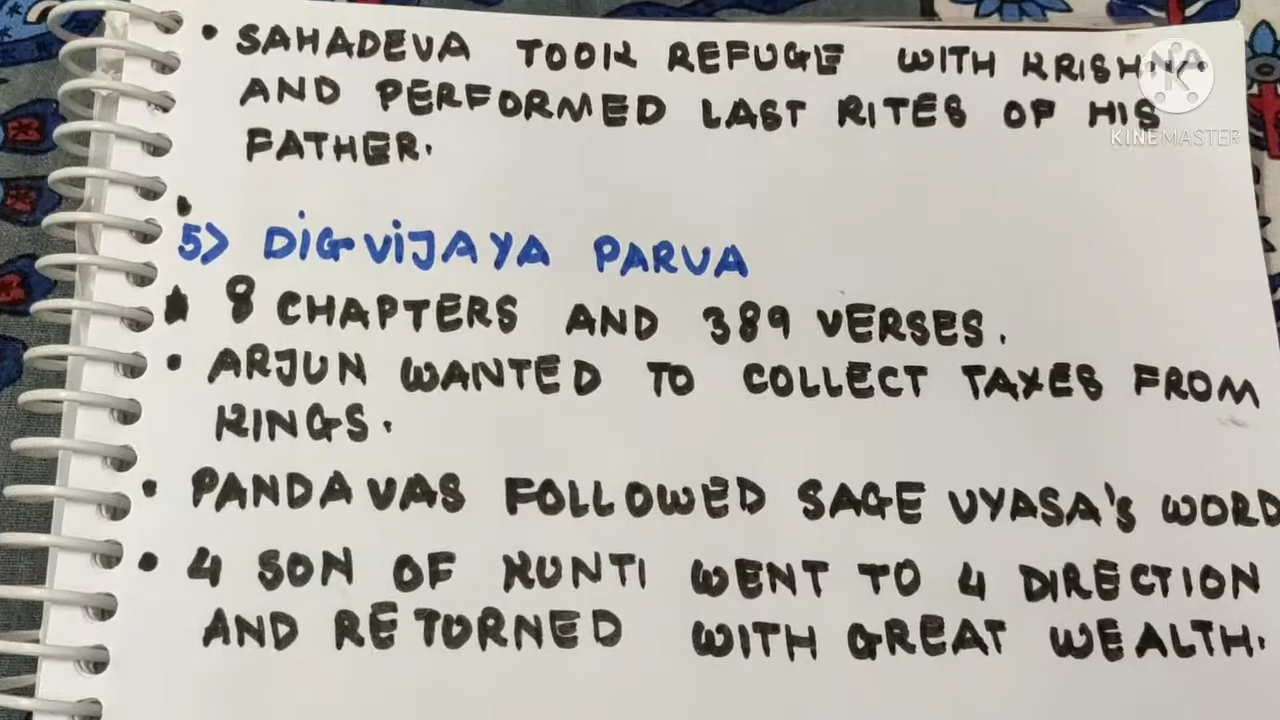 • SAHADEVA TOOK REFUGE WITH KRISHNA
AND PERFORMED LAST RITES OF HIS
FATHER.
KINEMASTER
5) DIGVIJAYA PARVA
8 CHAPTERS AND 389 VERSES.
• ARJUN WANTED TO COLLECT TAXES FROM
KINGS.
• PANDAVAS FOLLOWED SAGE VYASA'S WORD
• 4 SON OF KUNTI WENT TO 4 DIRECTION
AND RETORNED WITH GREAT WEALTH.